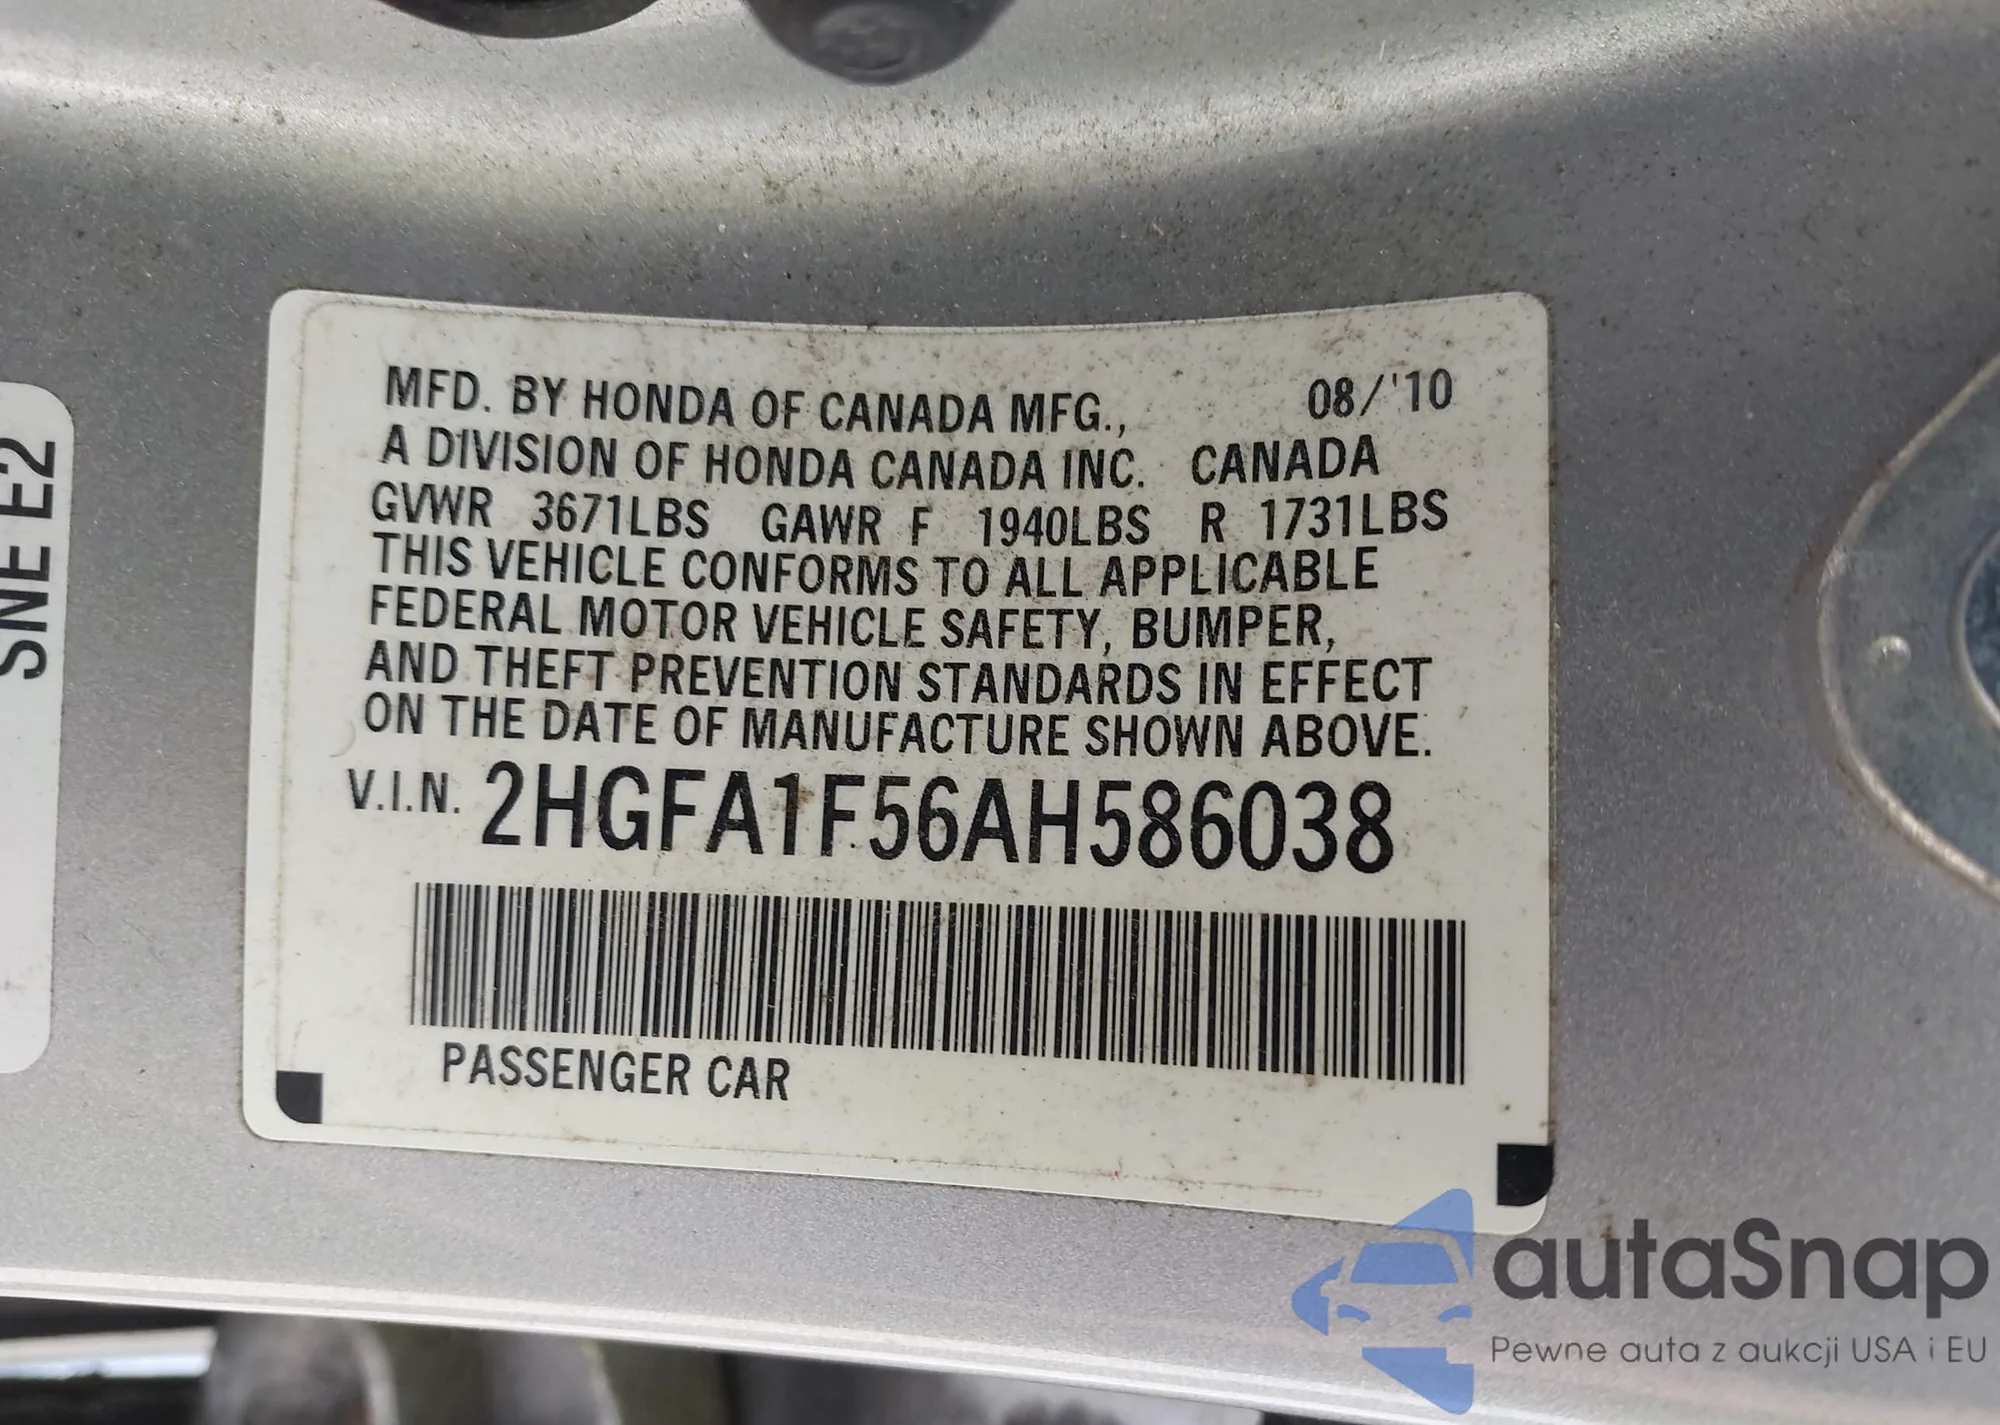 MFD. BY HONDA OF CANADA MFG., 08/'10
A DIVISION OF HONDA CANADA INC. CANADA
GVWR 3671LBS GAWR F 1940LBS R 1731LBS
THIS VEHICLE CONFORMS TO ALL APPLICABLE
FEDERAL MOTOR VEHICLE SAFETY, BUMPER,
AND THEFT PREVENTION STANDARDS IN EFFECT
ON THE DATE OF MANUFACTURE SHOWN ABOVE.
V.I.N. 2HGFA1F56AH586038
PASSENGER CAR
SNE E2
autaSnap
Pewne auta z aukcji USA i EU